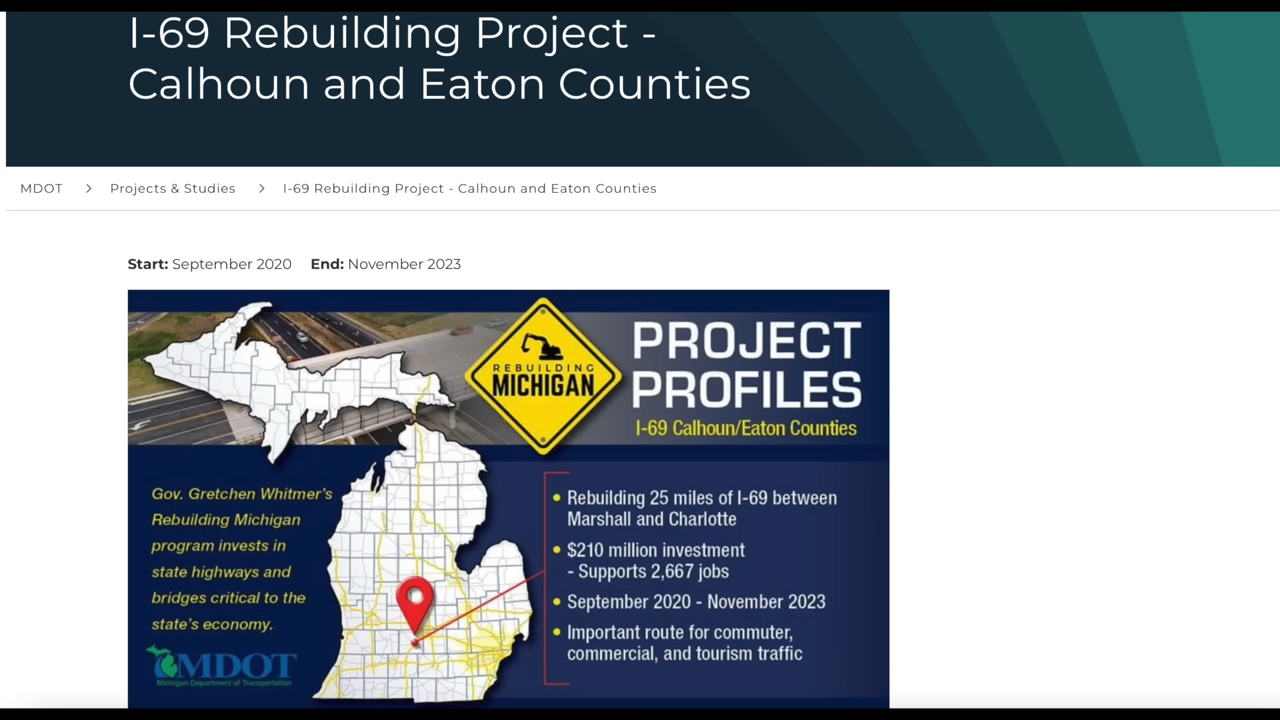 I-69 Rebuilding Project -
Calhoun and Eaton Counties
MDOT > Projects & Studies > I-69 Rebuilding Project - Calhoun and Eaton Counties
Start: September 2020 End: November 2023
REBUILDING
MICHIGAN
PROJECT
PROFILES
I-69 Calhoun/Eaton Counties
Gov. Gretchen Whitmer's
Rebuilding Michigan
program invests in
state highways and
bridges critical to the
state's economy.
MDOT
Michigan Department of Transportation
• Rebuilding 25 miles of I-69 between
Marshall and Charlotte
• $210 million investment
- Supports 2,667 jobs
• September 2020 - November 2023
• Important route for commuter,
commercial, and tourism traffic